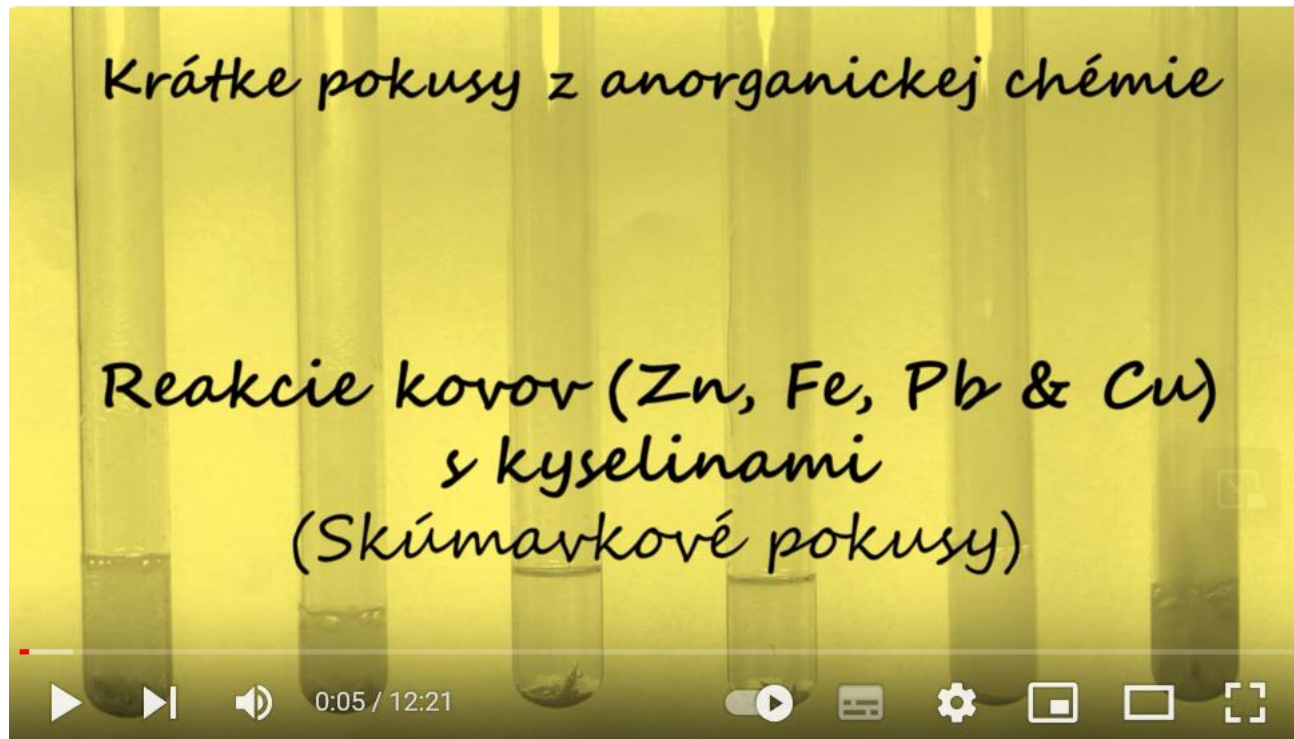 Krátke pokusy z anorganickej chémie
Reakcie kovov (Zn, Fe, Pb & Cu)
s kyselinami
(Skúmavkové pokusy)
0:05 / 12:21